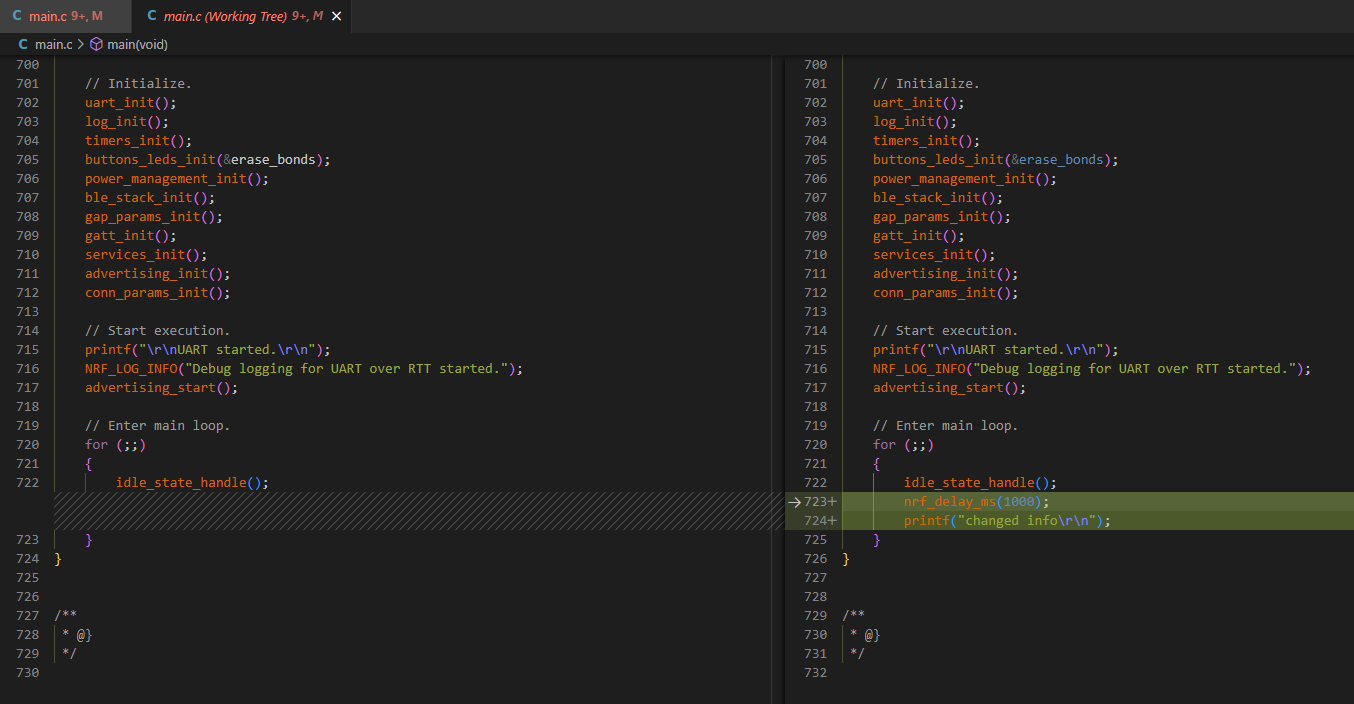 C main.c 9+, M
C main.c (Working Tree) 9+, M ×
C main.c > main(void)
700
701 // Initialize.
702 uart_init();
703 log_init();
704 timers_init();
705 buttons_leds_init(&erase_bonds);
706 power_management_init();
707 ble_stack_init();
708 gap_params_init();
709 gatt_init();
710 services_init();
711 advertising_init();
712 conn_params_init();
713
714 // Start execution.
715 printf("\r\nUART started.\r\n");
716 NRF_LOG_INFO("Debug logging for UART over RTT started.");
717 advertising_start();
718
719 // Enter main loop.
720 for (;;)
721 {
722 idle_state_handle();
723 }
724 }
725
726
727 /**
728 * @}
729 */
730
700
701 // Initialize.
702 uart_init();
703 log_init();
704 timers_init();
705 buttons_leds_init(&erase_bonds);
706 power_management_init();
707 ble_stack_init();
708 gap_params_init();
709 gatt_init();
710 services_init();
711 advertising_init();
712 conn_params_init();
713
714 // Start execution.
715 printf("\r\nUART started.\r\n");
716 NRF_LOG_INFO("Debug logging for UART over RTT started.");
717 advertising_start();
718
719 // Enter main loop.
720 for (;;)
721 {
722 idle_state_handle();
→723+ nrf_delay_ms(1000);
724+ printf("changed info\r\n");
725 }
726 }
727
728
729 /**
730 * @}
731 */
732